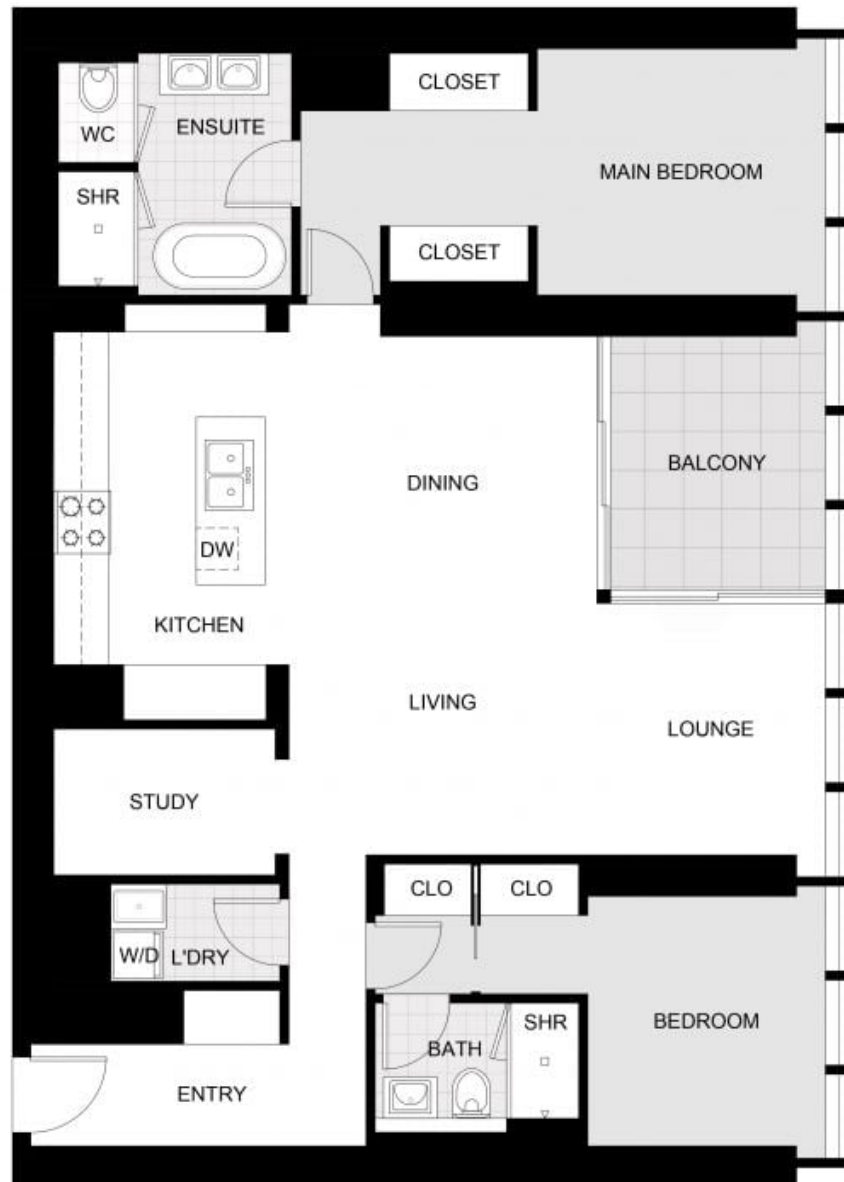 CLOSET
WC
ENSUITE
MAIN BEDROOM
SHR
CLOSET
DINING
BALCONY
DW
KITCHEN
LIVING
LOUNGE
STUDY
CLO
CLO
W/D
L'DRY
SHR
BEDROOM
BATH
ENTRY